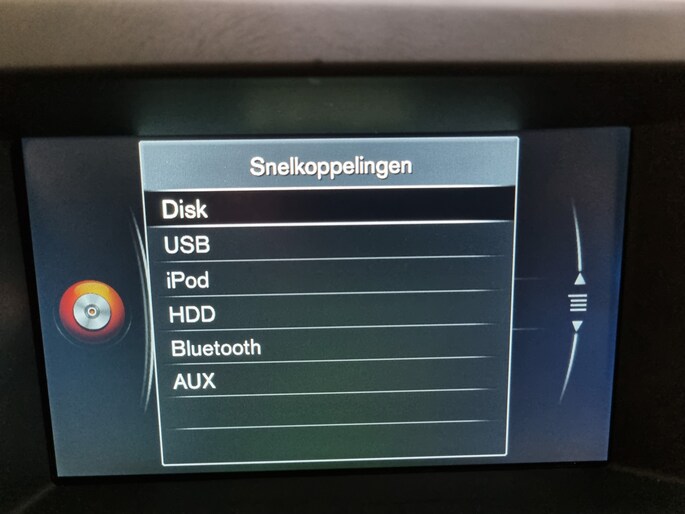 Snelkoppelingen
Disk
USB
iPod
HDD
Bluetooth
AUX